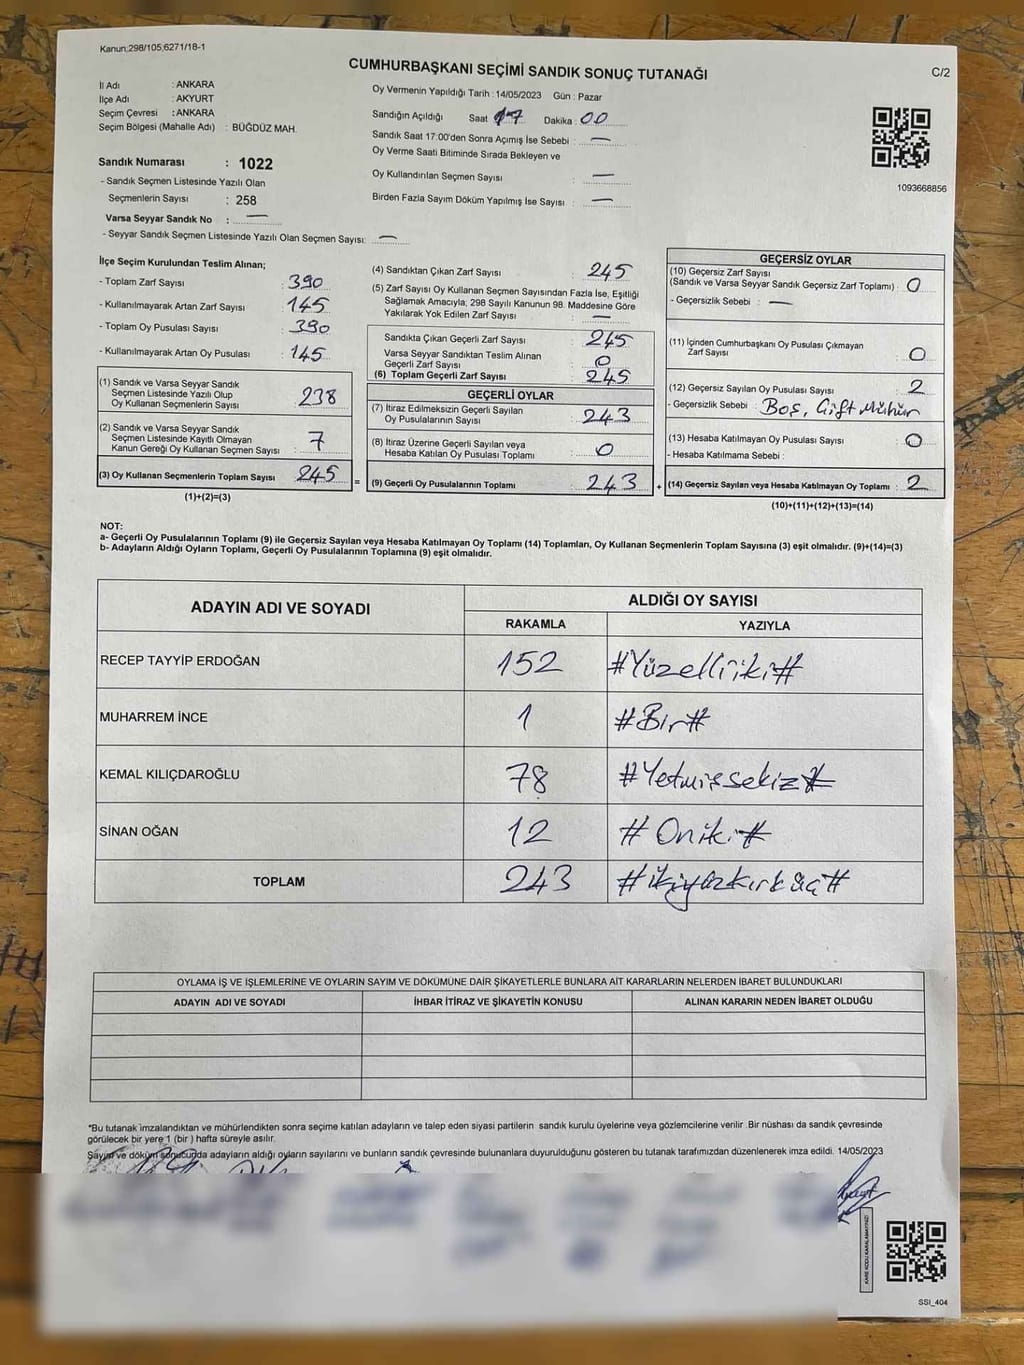 Kanun;298/105,6271/18-1
CUMHURBAŞKANI SEÇİMİ SANDIK SONUÇ TUTANAĞI
C/2
İl Adı : ANKARA
İlçe Adı : AKYURT
Seçim Çevresi : ANKARA
Seçim Bölgesi (Mahalle Adı) : BÜĞDÜZ MAH.
Sandık Numarası : 1022
- Sandık Seçmen Listesinde Yazılı Olan
Seçmenlerin Sayısı : 258
Varsa Seyyar Sandık No : —
- Seyyar Sandık Seçmen Listesinde Yazılı Olan Seçmen Sayısı: —
Oy Vermenin Yapıldığı Tarih : 14/05/2023 Gün : Pazar
Sandığın Açıldığı Saat 17 Dakika : 00
Sandık Saat 17:00'den Sonra Açımış İse Sebebi : —
Oy Verme Saati Bitiminde Sırada Bekleyen ve
Oy Kullandırılan Seçmen Sayısı : —
Birden Fazla Sayım Döküm Yapılmış İse Sayısı : —
1093668856
İlçe Seçim Kurulundan Teslim Alınan;
- Toplam Zarf Sayısı : 390
- Kullanılmayarak Artan Zarf Sayısı : 145
- Toplam Oy Pusulası Sayısı : 390
- Kullanılmayarak Artan Oy Pusulası : 145
(1) Sandık ve Varsa Seyyar Sandık
Seçmen Listesinde Yazılı Olup
Oy Kullanan Seçmenlerin Sayısı : 238
(2) Sandık ve Varsa Seyyar Sandık
Seçmen Listesinde Kayıtlı Olmayan
Kanun Gereği Oy Kullanan Seçmen Sayısı : 7
(3) Oy Kullanan Seçmenlerin Toplam Sayısı : 245
(1)+(2)=(3)
=
(4) Sandıktan Çıkan Zarf Sayısı : 245
(5) Zarf Sayısı Oy Kullanan Seçmen Sayısından Fazla İse, Eşitliği
Sağlamak Amacıyla; 298 Sayılı Kanunun 98. Maddesine Göre
Yakılarak Yok Edilen Zarf Sayısı : —
Sandıkta Çıkan Geçerli Zarf Sayısı : 245
Varsa Seyyar Sandıktan Teslim Alınan
Geçerli Zarf Sayısı : 0
(6) Toplam Geçerli Zarf Sayısı : 245
GEÇERLİ OYLAR
(7) İtiraz Edilmeksizin Geçerli Sayılan
Oy Pusulalarının Sayısı : 243
(8) İtiraz Üzerine Geçerli Sayılan veya
Hesaba Katılan Oy Pusulası Toplamı : 0
(9) Geçerli Oy Pusulalarının Toplamı : 243
+
GEÇERSİZ OYLAR
(10) Geçersiz Zarf Sayısı
(Sandık ve Varsa Seyyar Sandık Geçersiz Zarf Toplamı) : 0
- Geçersizlik Sebebi : —
(11) İçinden Cumhurbaşkanı Oy Pusulası Çıkmayan
Zarf Sayısı : 0
(12) Geçersiz Sayılan Oy Pusulası Sayısı : 2
- Geçersizlik Sebebi : Boş, Çift Mühür
(13) Hesaba Katılmayan Oy Pusulası Sayısı : 0
- Hesaba Katılmama Sebebi :
(14) Geçersiz Sayılan veya Hesaba Katılmayan Oy Toplamı : 2
(10)+(11)+(12)+(13)=(14)
NOT:
a- Geçerli Oy Pusulalarının Toplamı (9) ile Geçersiz Sayılan veya Hesaba Katılmayan Oy Toplamı (14) Toplamları, Oy Kullanan Seçmenlerin Toplam Sayısına (3) eşit olmalıdır. (9)+(14)=(3)
b- Adayların Aldığı Oyların Toplamı, Geçerli Oy Pusulalarının Toplamına (9) eşit olmalıdır.
ADAYIN ADI VE SOYADI
ALDIĞI OY SAYISI
RAKAMLA YAZIYLA
RECEP TAYYİP ERDOĞAN 152 #Yüzelliiki#
MUHARREM İNCE 1 #Bir#
KEMAL KILIÇDAROĞLU 78 #Yetmişsekiz#
SİNAN OĞAN 12 #Oniki#
TOPLAM 243 #ikiyüzkırküç#
OYLAMA İŞ VE İŞLEMLERİNE VE OYLARIN SAYIM VE DÖKÜMÜNE DAİR ŞİKAYETLERLE BUNLARA AİT KARARLARIN NELERDEN İBARET BULUNDUKLARI
ADAYIN ADI VE SOYADI İHBAR İTİRAZ VE ŞİKAYETİN KONUSU ALINAN KARARIN NEDEN İBARET OLDUĞU
*Bu tutanak imzalandıktan ve mühürlendikten sonra seçime katılan adayların ve talep eden siyasi partilerin sandık kurulu üyelerine veya gözlemcilerine verilir .Bir nüshası da sandık çevresinde
görülecek bir yere 1 (bir ) hafta süreyle asılır.
Sayım ve döküm sonucunda adayların aldığı oyların sayılarını ve bunların sandık çevresinde bulunanlara duyurulduğunu gösteren bu tutanak tarafımızdan düzenlenerek imza edildi. 14/05/2023
KARE KODU KARALAMAYINIZ!
SSI_404